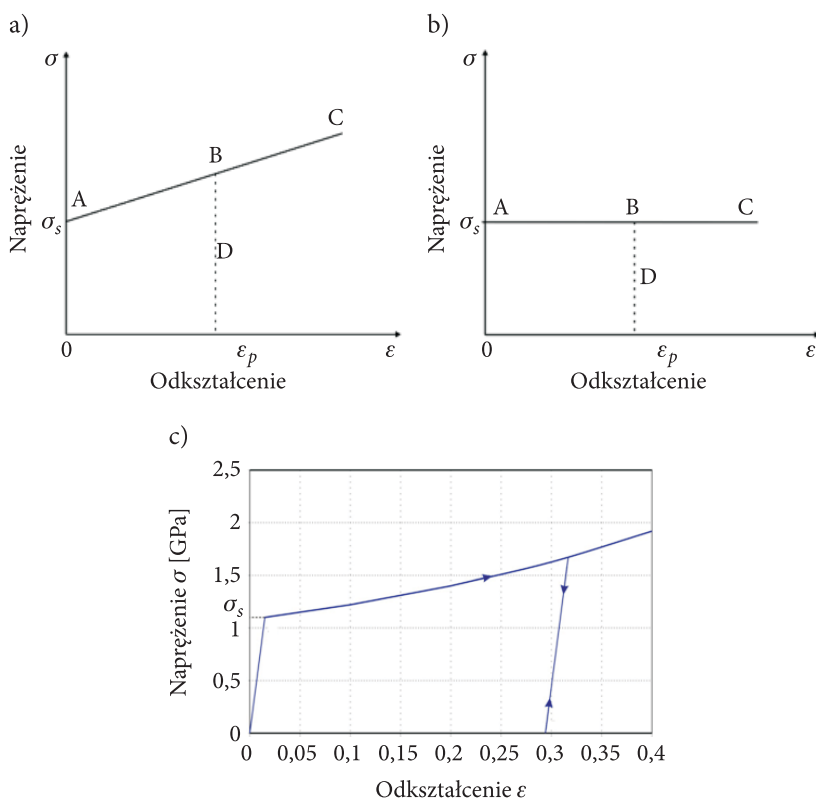 a)
σ
Naprężenie
C
B
A
σs
D
0
εp
ε
Odkształcenie
b)
σ
Naprężenie
A
B
C
σs
D
0
εp
ε
Odkształcenie
c)
Naprężenie σ [GPa]
2,5
2
1,5
σs
1
0,5
0
0 0,05 0,1 0,15 0,2 0,25 0,3 0,35 0,4
Odkształcenie ε